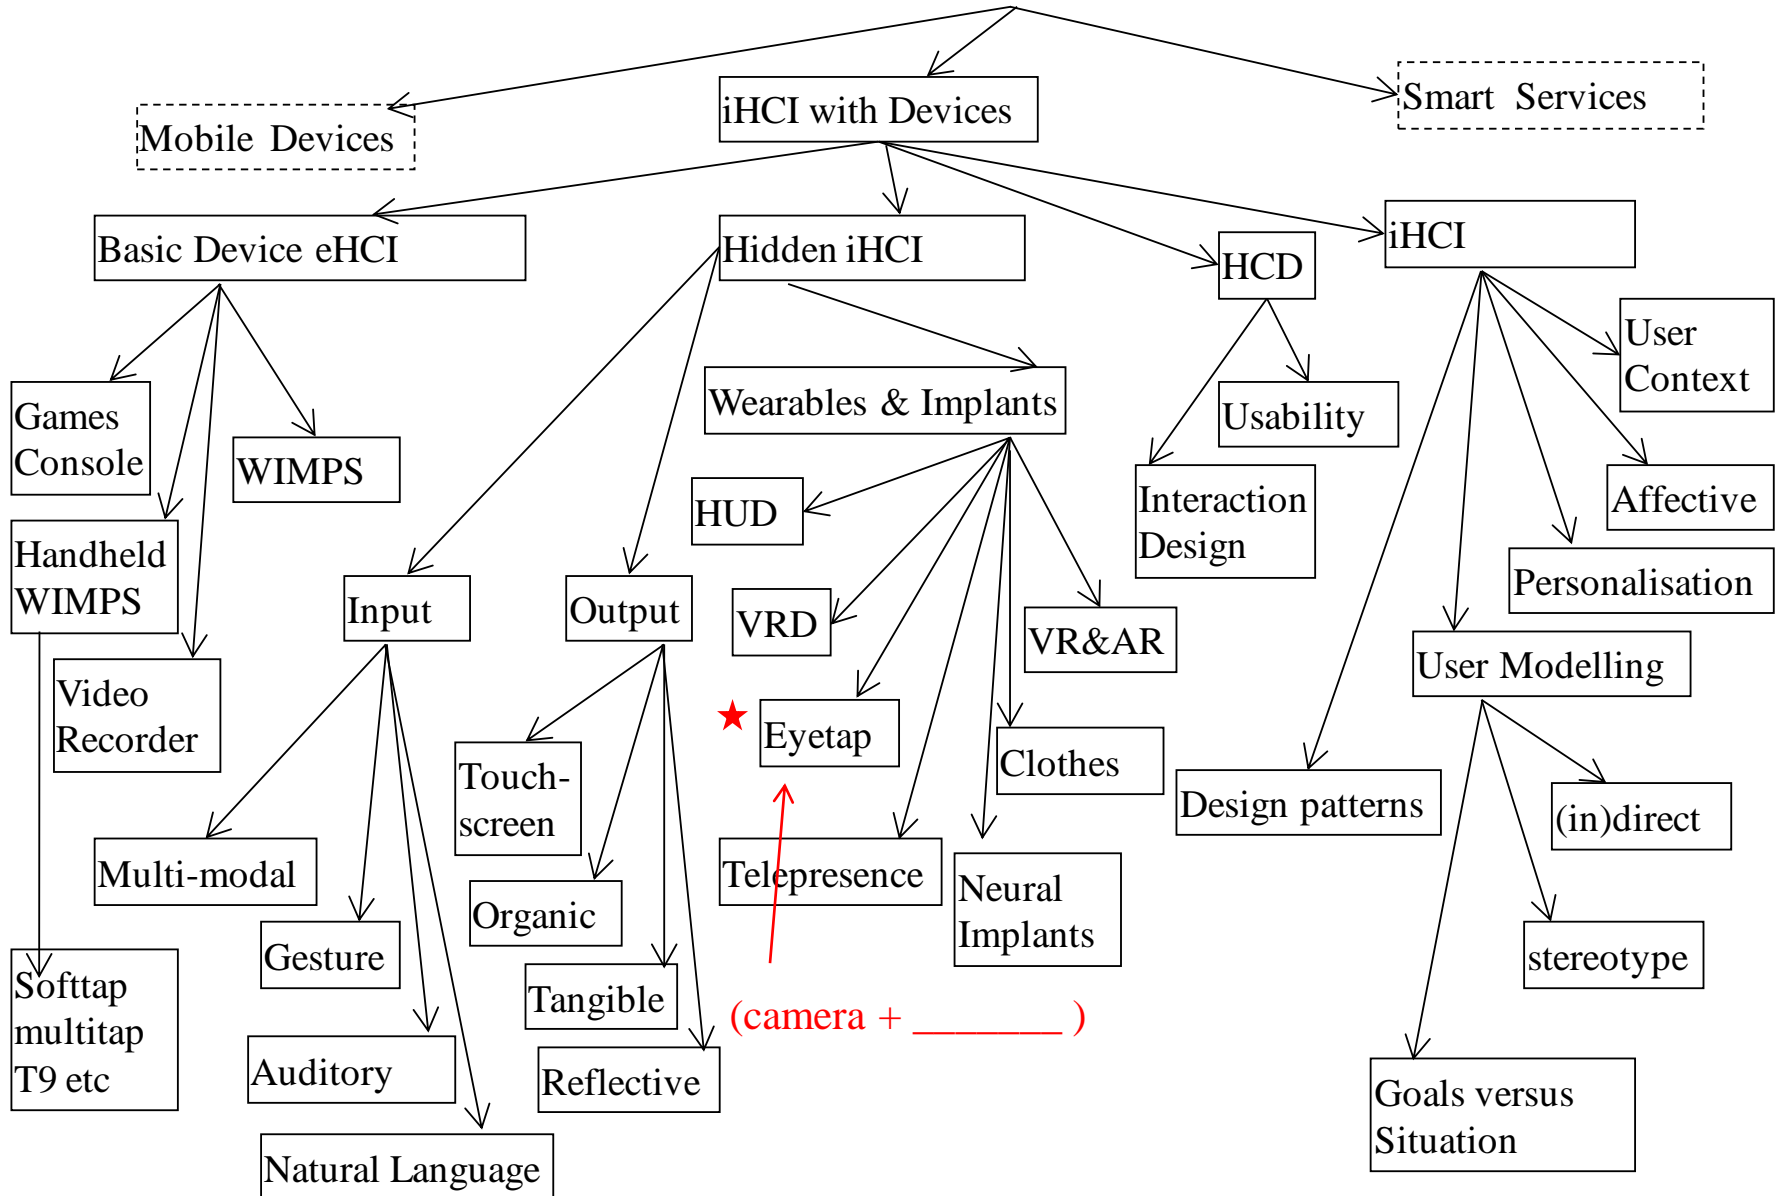 Mobile Devices
iHCI with Devices
Smart Services
Basic Device eHCI
Hidden iHCI
HCD
iHCI
Games
Console
WIMPS
Handheld
WIMPS
Video
Recorder
Softtap
multitap
T9 etc
Input
Output
Multi-modal
Gesture
Auditory
Natural Language
Touch-
screen
Organic
Tangible
Reflective
Wearables & Implants
HUD
VRD
Eyetap
Telepresence
Neural
Implants
Clothes
VR&AR
(camera + _______ )
Interaction
Design
Usability
User
Context
Affective
Personalisation
User Modelling
Design patterns
(in)direct
stereotype
Goals versus
Situation